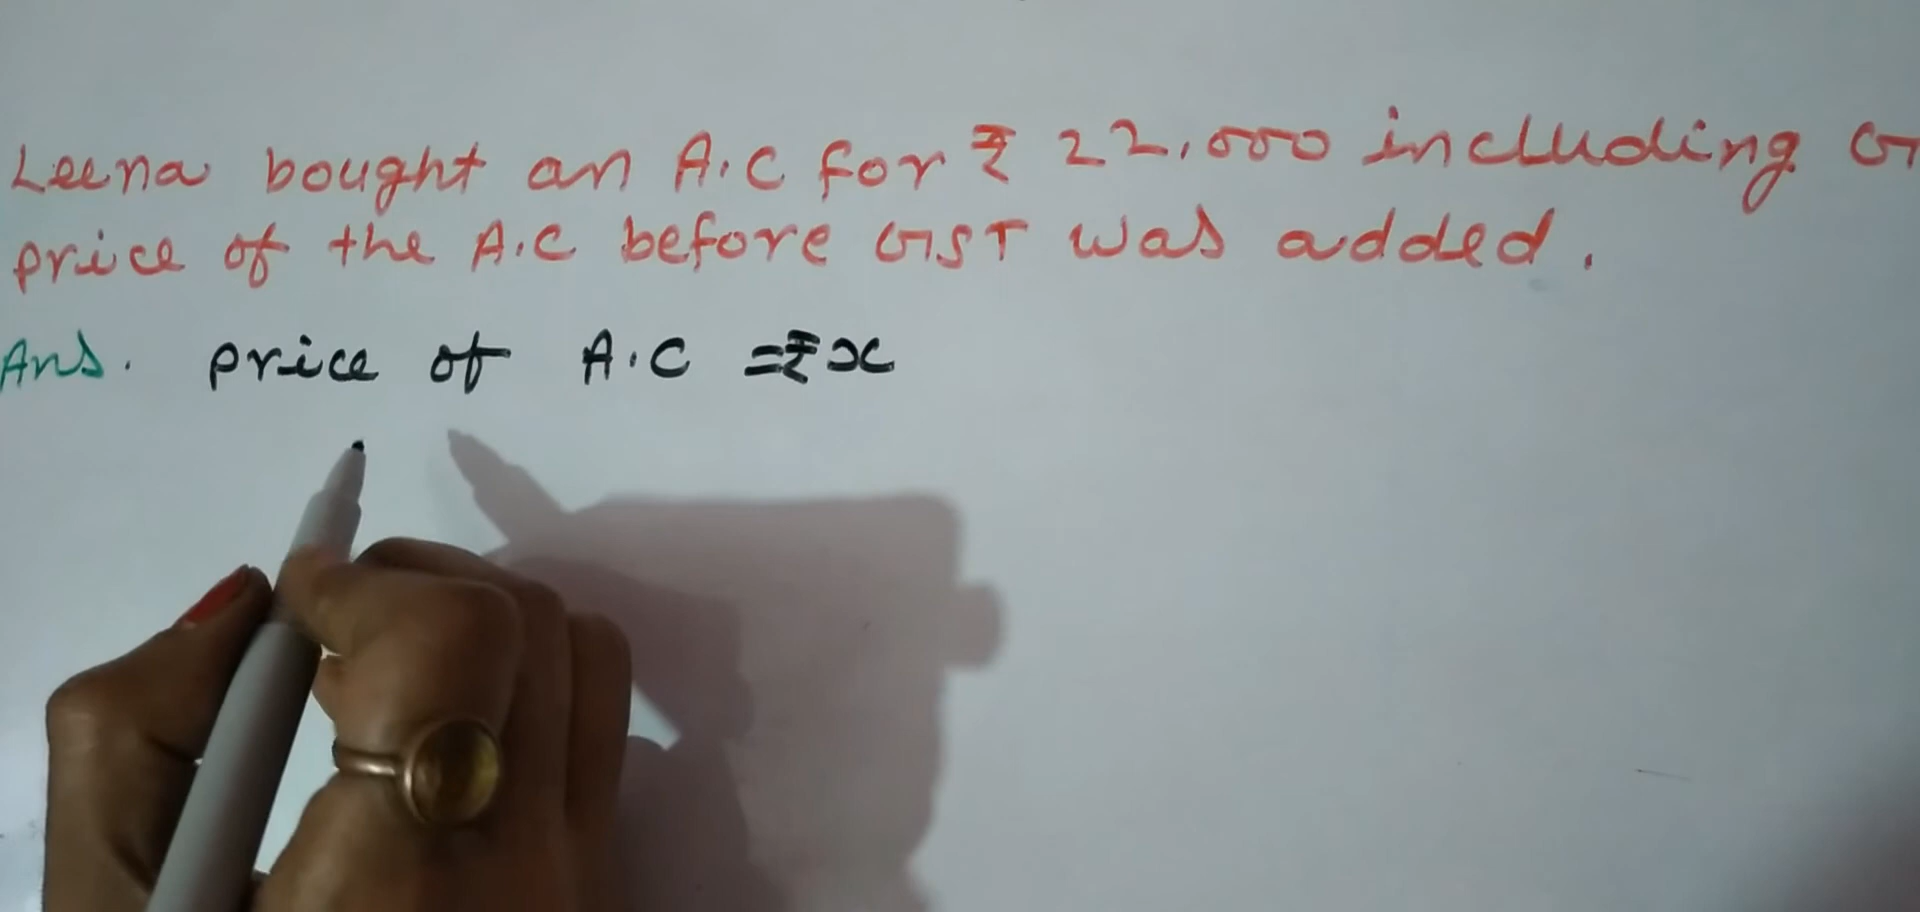 Leena bought an A.C for ₹ 22,000 including G
price of the A.C before GST was added.
Ans. price of A.C =₹x